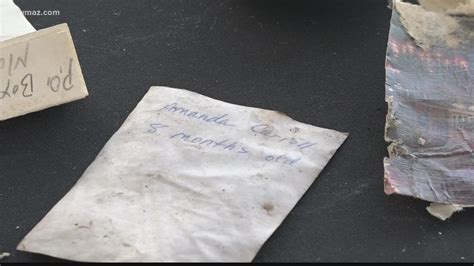 maz.com
P.O. Box
Amanda Carroll
8 months old